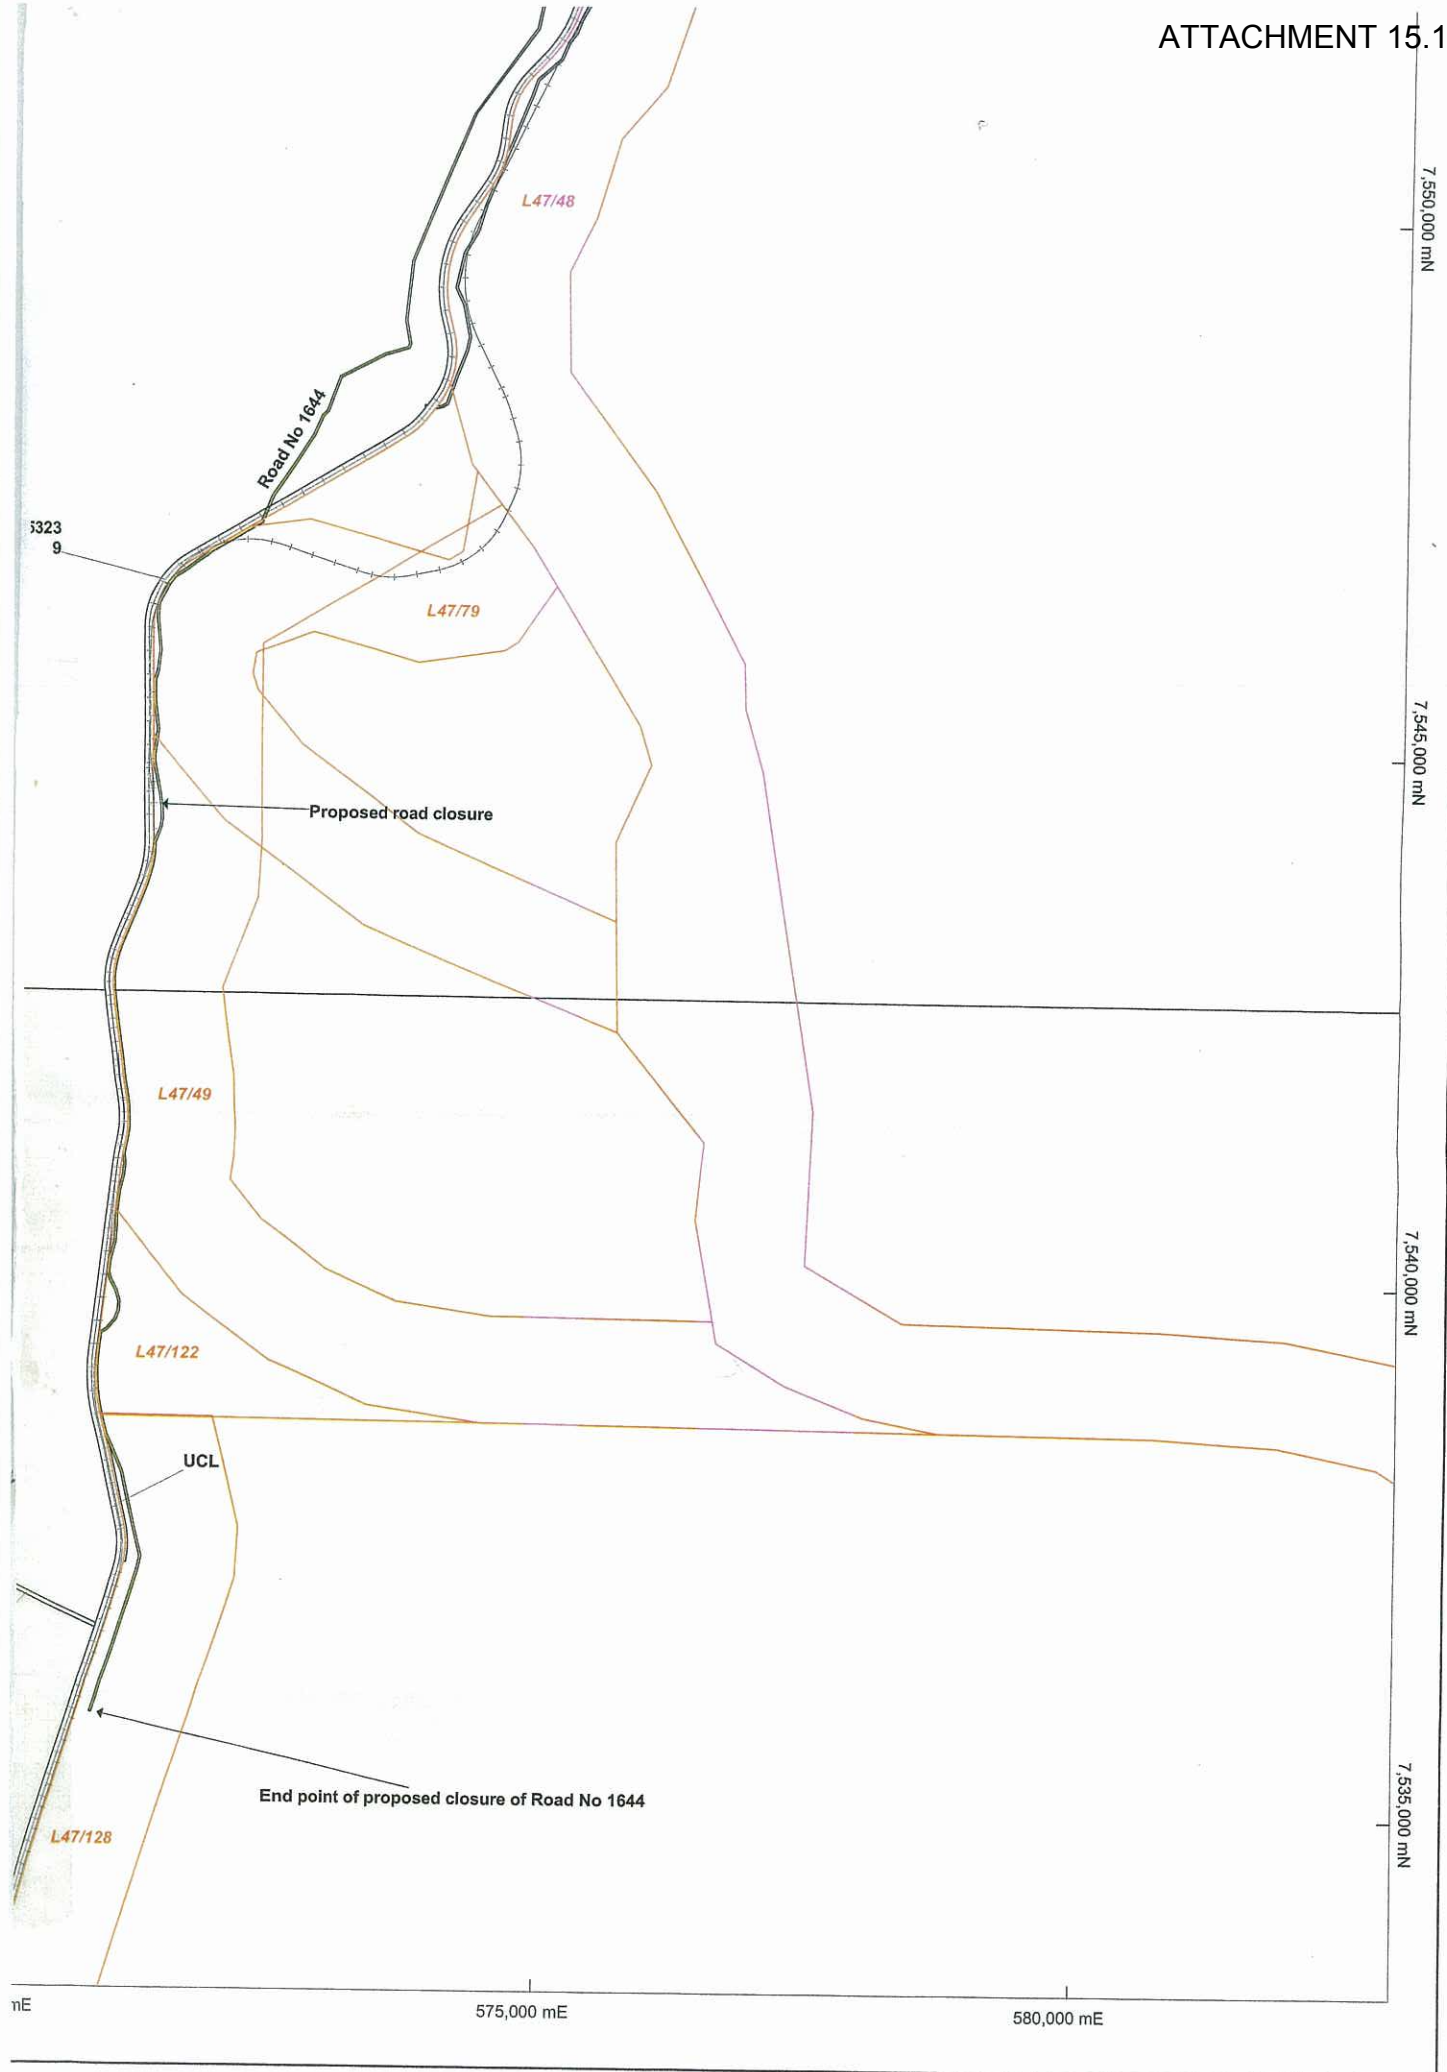 ATTACHMENT 15.1
7,550,000 mN
L47/48
Road No 1644
9
L47/79
7,545,000 mN
Proposed road closure
L47/49
7,540,000 mN
L47/122
UCL
End point of proposed closure of Road No 1644
7,535,000 mN
L47/128
575,000 mE
580,000 mE